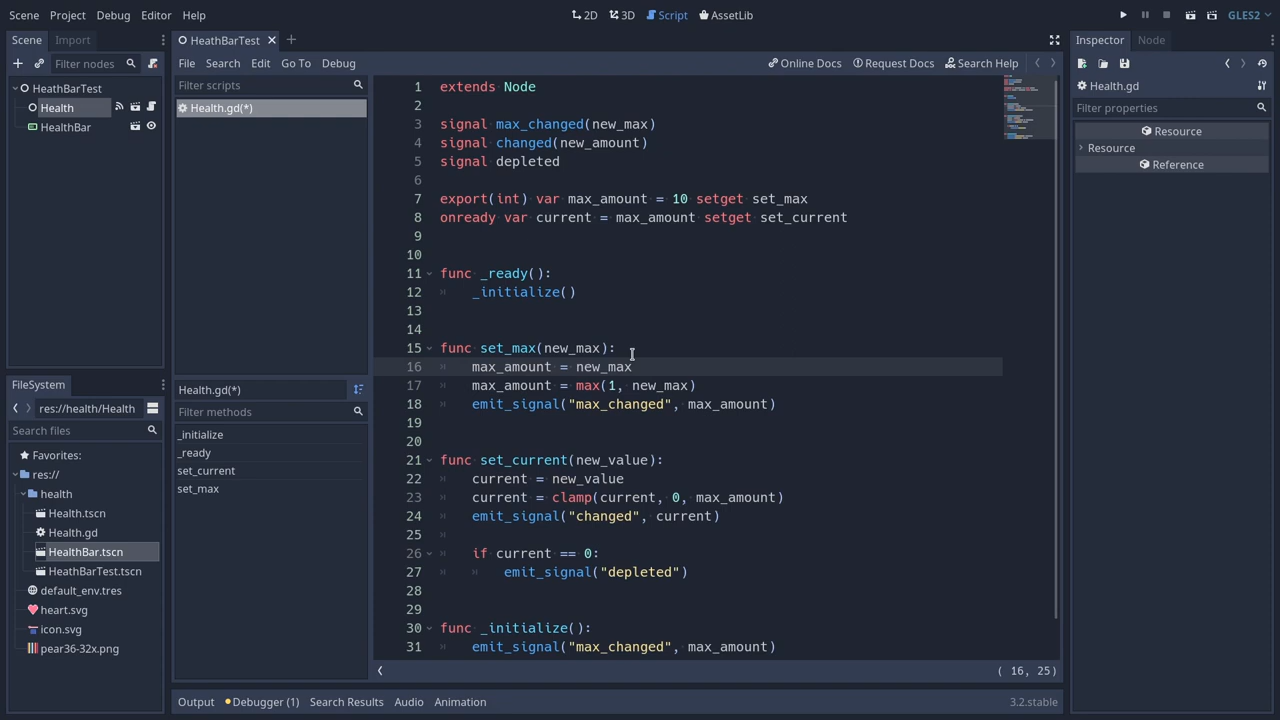 Scene Project Debug Editor Help
2D 3D Script AssetLib
GLES2
Scene Import
Filter nodes
HeathBarTest
Health
HealthBar
HeathBarTest
File Search Edit Go To Debug
Online Docs Request Docs Search Help
Filter scripts
Health.gd(*)
Health.gd(*)
Filter methods
_initialize
_ready
set_current
set_max
1 extends Node
2
3 signal max_changed(new_max)
4 signal changed(new_amount)
5 signal depleted
6
7 export(int) var max_amount = 10 setget set_max
8 onready var current = max_amount setget set_current
9
10
11 func _ready():
12 _initialize()
13
14
15 func set_max(new_max):
16 max_amount = new_max
17 max_amount = max(1, new_max)
18 emit_signal("max_changed", max_amount)
19
20
21 func set_current(new_value):
22 current = new_value
23 current = clamp(current, 0, max_amount)
24 emit_signal("changed", current)
25
26 if current == 0:
27 emit_signal("depleted")
28
29
30 func _initialize():
31 emit_signal("max_changed", max_amount)
( 16, 25)
FileSystem
res://health/Health
Search files
Favorites:
res://
health
Health.tscn
Health.gd
HealthBar.tscn
HeathBarTest.tscn
default_env.tres
heart.svg
icon.svg
pear36-32x.png
Output Debugger (1) Search Results Audio Animation
3.2.stable
Inspector Node
Health.gd
Filter properties
Resource
Resource
Reference